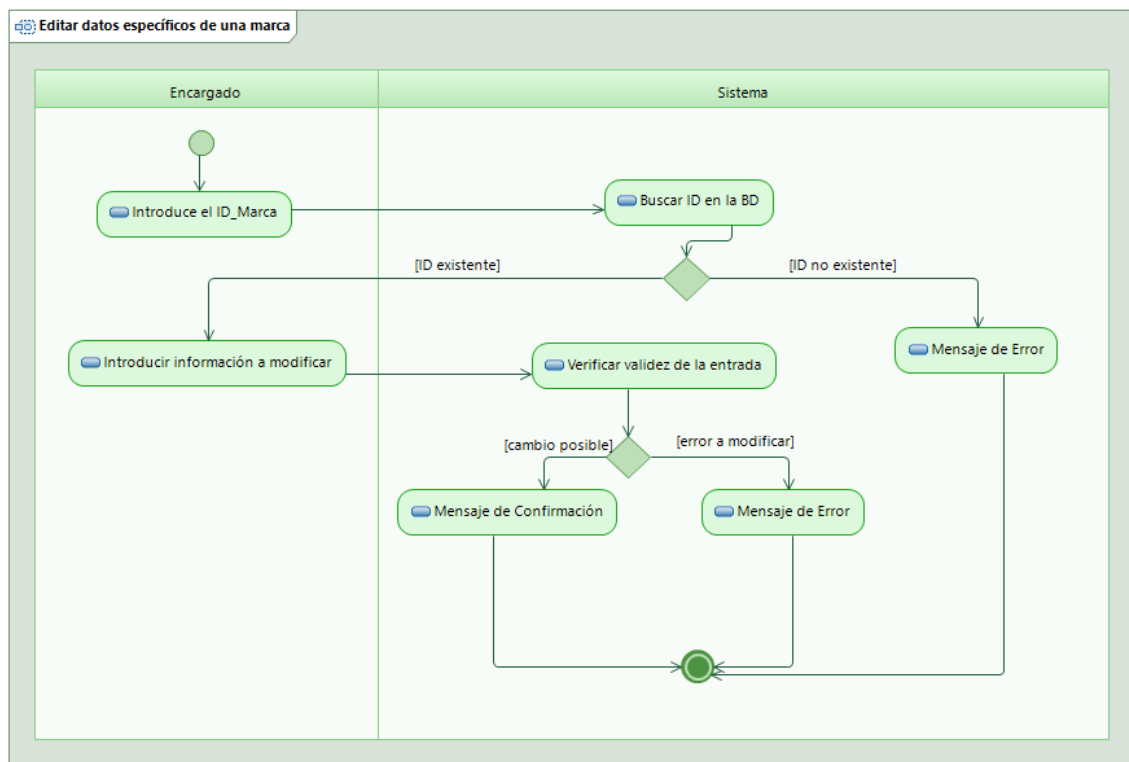 Editar datos específicos de una marca
Encargado
Sistema
Introduce el ID_Marca
Buscar ID en la BD
[ID existente]
[ID no existente]
Introducir información a modificar
Verificar validez de la entrada
Mensaje de Error
[cambio posible]
[error a modificar]
Mensaje de Confirmación
Mensaje de Error